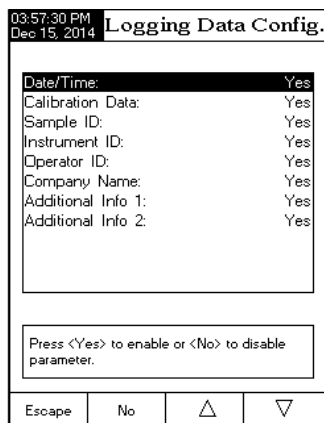 03:57:30 PM
Dec 15, 2014
Logging Data Config.
Date/Time: Yes
Calibration Data: Yes
Sample ID: Yes
Instrument ID: Yes
Operator ID: Yes
Company Name: Yes
Additional Info 1: Yes
Additional Info 2: Yes
Press <Yes> to enable or <No> to disable
parameter.
Escape No △ ▽